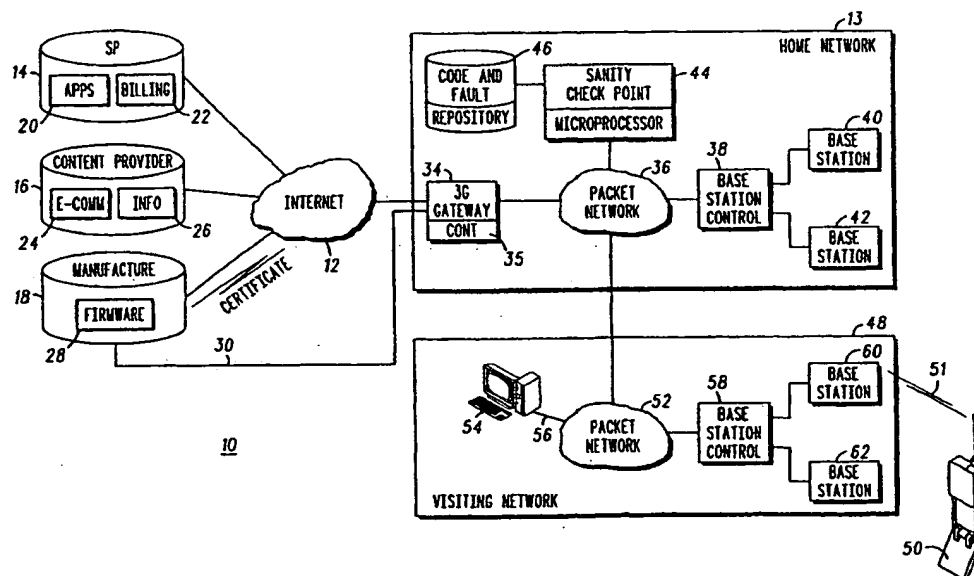 SP
14
APPS
BILLING
20
22
CONTENT PROVIDER
16
E-COMM
INFO
24
26
MANUFACTURE
18
FIRMWARE
28
CERTIFICATE
INTERNET
12
30
10
13
HOME NETWORK
46
CODE AND
FAULT
REPOSITORY
SANITY
CHECK POINT
MICROPROCESSOR
44
34
3G
GATEWAY
CONT
35
36
PACKET
NETWORK
38
BASE
STATION
CONTROL
40
BASE
STATION
42
BASE
STATION
48
54
56
52
PACKET
NETWORK
58
BASE
STATION
CONTROL
60
BASE
STATION
62
BASE
STATION
51
50
VISITING NETWORK